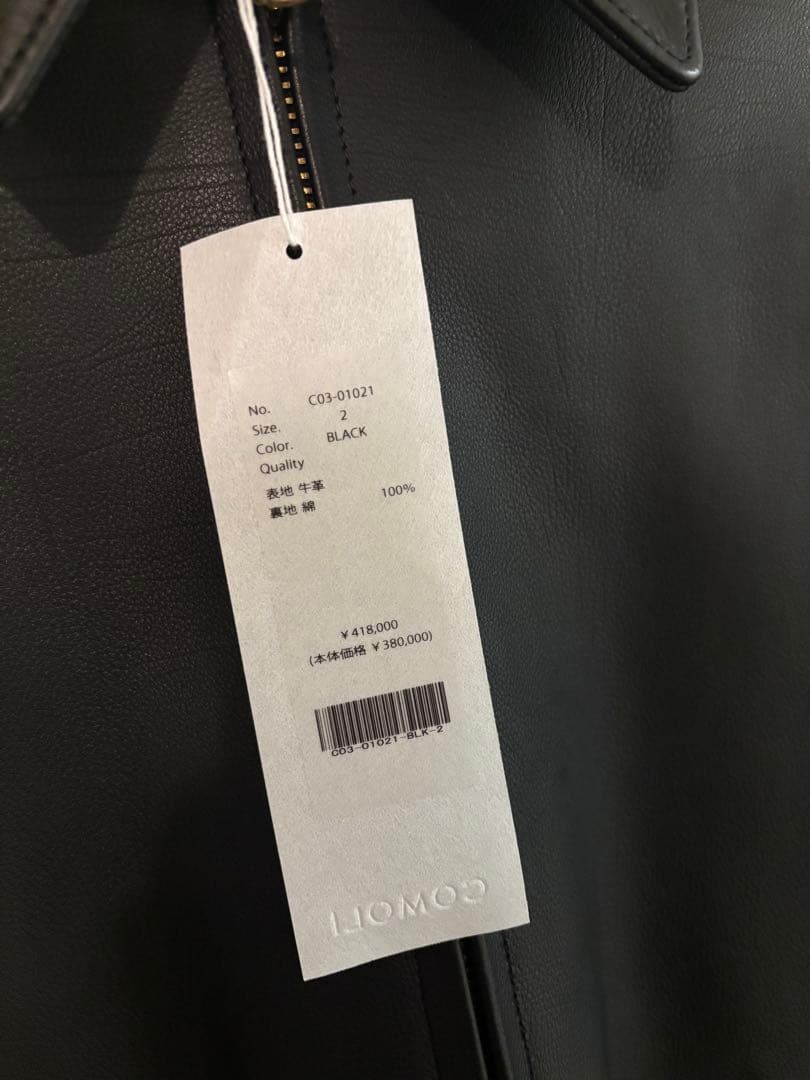 No. C03-01021
Size. 2
Color. BLACK
Quality
表地 牛革
裏地 綿 100%
¥418,000
(本体価格 ¥380,000)
C03-01021-BLK-2
COMOLI